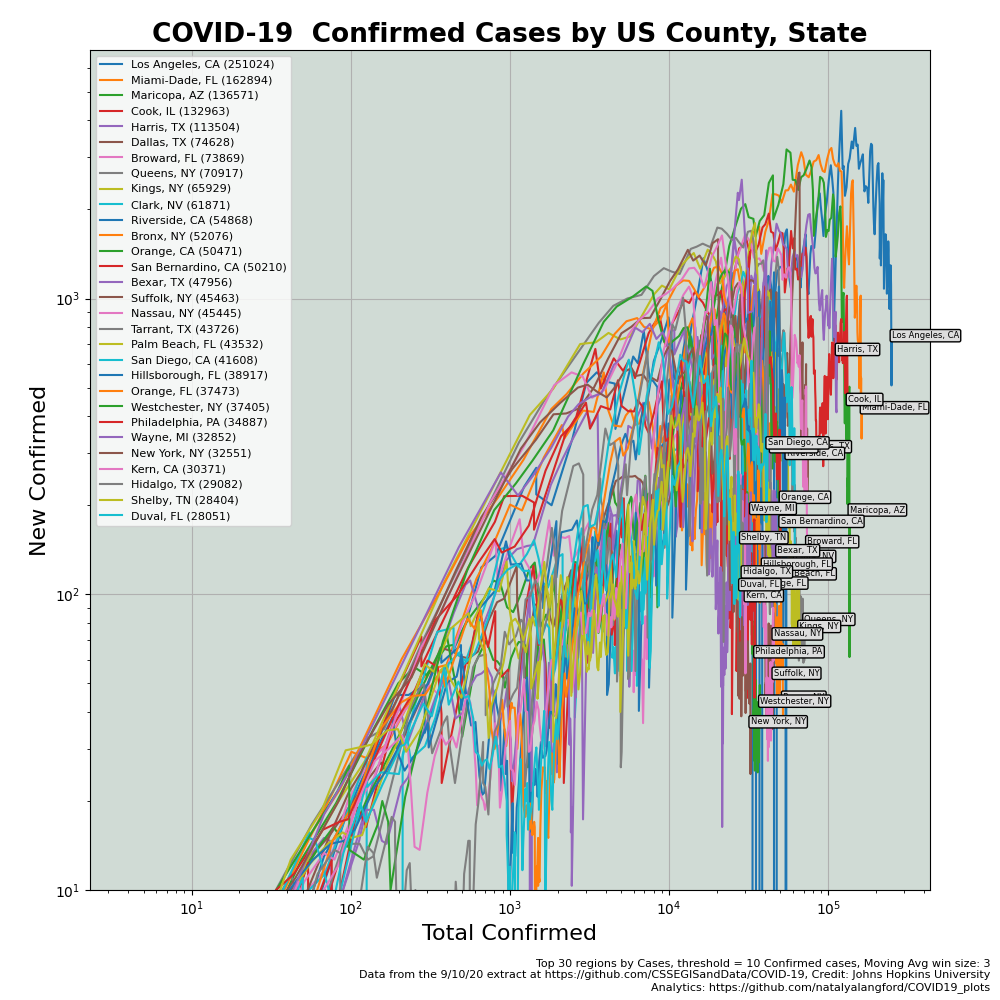 COVID-19  Confirmed Cases by US County, State
Los Angeles, CA (251024)
Miami-Dade, FL (162894)
Maricopa, AZ (136571)
Cook, IL (132963)
Harris, TX (113504)
Dallas, TX (74628)
Broward, FL (73869)
Queens, NY (70917)
Kings, NY (65929)
Clark, NV (61871)
Riverside, CA (54868)
Bronx, NY (52076)
Orange, CA (50471)
San Bernardino, CA (50210)
Bexar, TX (47956)
Suffolk, NY (45463)
Nassau, NY (45445)
Tarrant, TX (43726)
Palm Beach, FL (43532)
San Diego, CA (41608)
Hillsborough, FL (38917)
Orange, FL (37473)
Westchester, NY (37405)
Philadelphia, PA (34887)
Wayne, MI (32852)
New York, NY (32551)
Kern, CA (30371)
Hidalgo, TX (29082)
Shelby, TN (28404)
Duval, FL (28051)
Los Angeles, CA
Harris, TX
Cook, IL
Miami-Dade, FL
San Diego, CA
TX
Riverside, CA
Orange, CA
Wayne, MI
Maricopa, AZ
San Bernardino, CA
Shelby, TN
Broward, FL
Bexar, TX
NV
Hillsborough, FL
Hidalgo, TX
Beach, FL
Duval, FL
FL
Kern, CA
Queens, NY
Kings, NY
Nassau, NY
Philadelphia, PA
Suffolk, NY
Westchester, NY
New York, NY
New Confirmed
10³
10²
10¹
10¹ 10² 10³ 10⁴ 10⁵
Total Confirmed
Top 30 regions by Cases, threshold = 10 Confirmed cases, Moving Avg win size: 3
Data from the 9/10/20 extract at https://github.com/CSSEGISandData/COVID-19, Credit: Johns Hopkins University
Analytics: https://github.com/natalyalangford/COVID19_plots